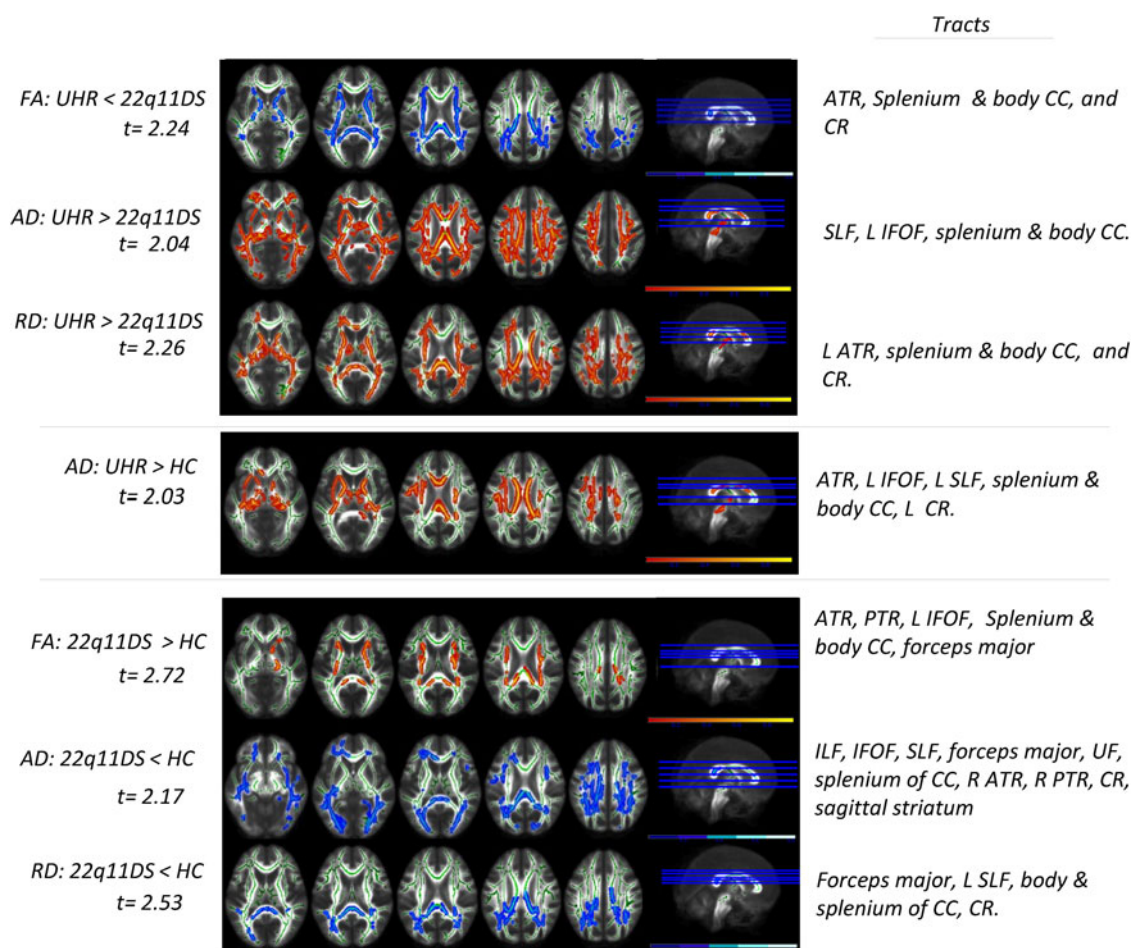 Tracts
FA: UHR < 22q11DS
t= 2.24
ATR, Splenium & body CC, and
CR
AD: UHR > 22q11DS
t= 2.04
SLF, L IFOF, splenium & body CC.
RD: UHR > 22q11DS
t= 2.26
L ATR, splenium & body CC, and
CR.
AD: UHR > HC
t= 2.03
ATR, L IFOF, L SLF, splenium &
body CC, L CR.
FA: 22q11DS > HC
t= 2.72
ATR, PTR, L IFOF, Splenium &
body CC, forceps major
AD: 22q11DS < HC
t= 2.17
ILF, IFOF, SLF, forceps major, UF,
splenium of CC, R ATR, R PTR, CR,
sagittal striatum
RD: 22q11DS < HC
t= 2.53
Forceps major, L SLF, body &
splenium of CC, CR.